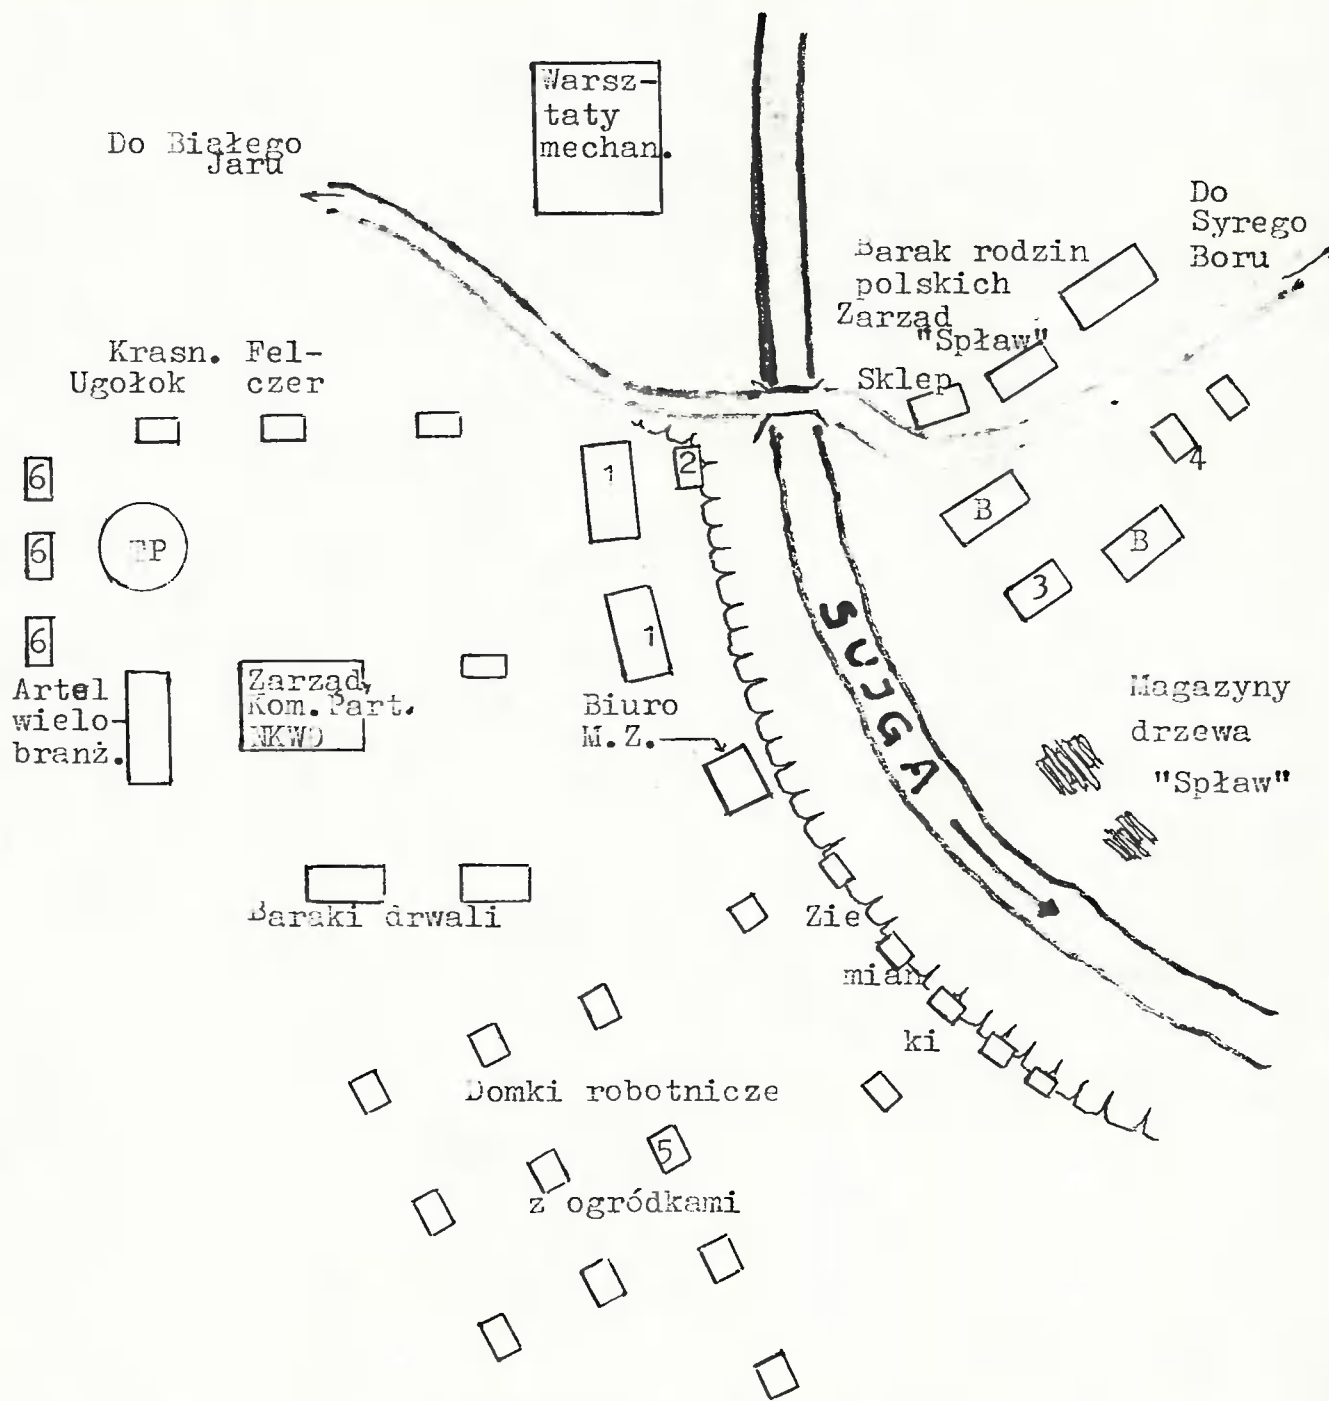 Warsz-
taty
mechan.
Do Białego
Jaru
Do
Syrego
Boru
Barak rodzin
polskich
Zarząd
"Spław"
Sklep
Krasn.
Ugołok
Fel-
czer
6
6
6
1
2
1
B
4
B
3
SUJGA
Artel
wielo-
branż.
Zarząd,
Kom.Part.
NKWD
Biuro
M.Z.
Magazyny
drzewa
"Spław"
Baraki drwali
Zie
mian
ki
Domki robotnicze
5
z ogródkami